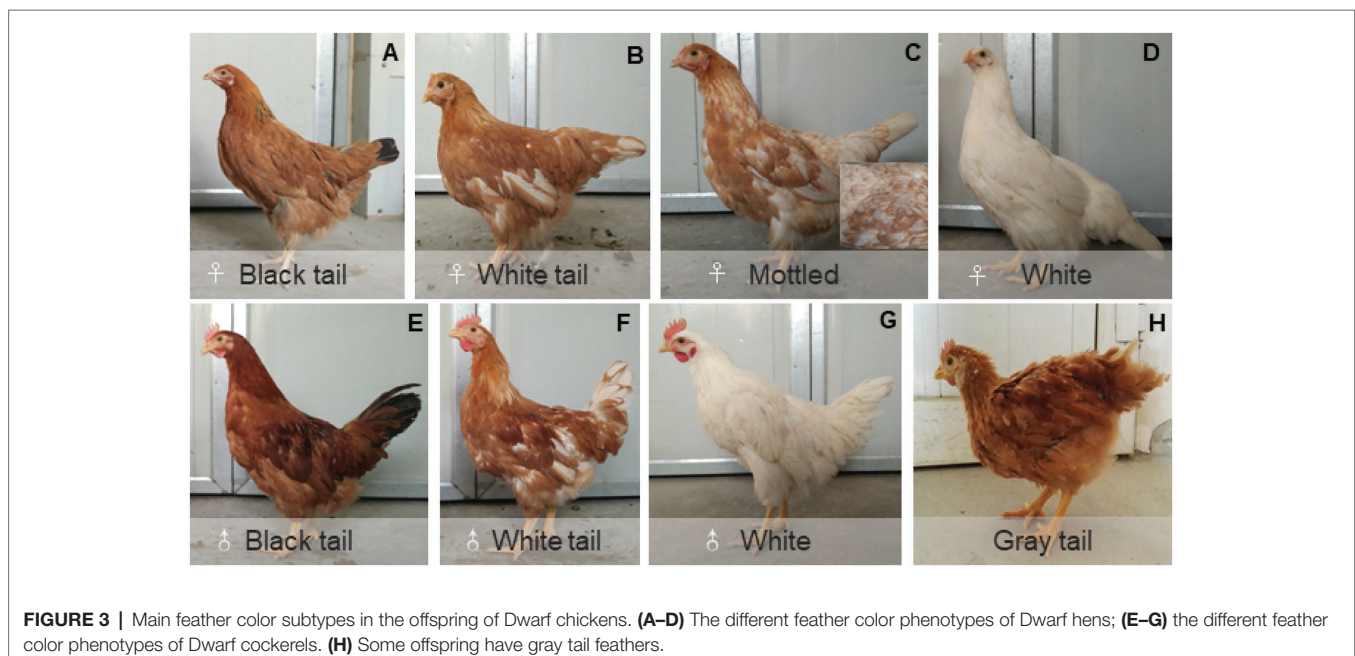 A
B
C
D
♀ Black tail
♀ White tail
♀ Mottled
♀ White
E
F
G
H
♂ Black tail
♂ White tail
♂ White
Gray tail
FIGURE 3 | Main feather color subtypes in the offspring of Dwarf chickens. (A–D) The different feather color phenotypes of Dwarf hens; (E–G) the different feather
color phenotypes of Dwarf cockerels. (H) Some offspring have gray tail feathers.